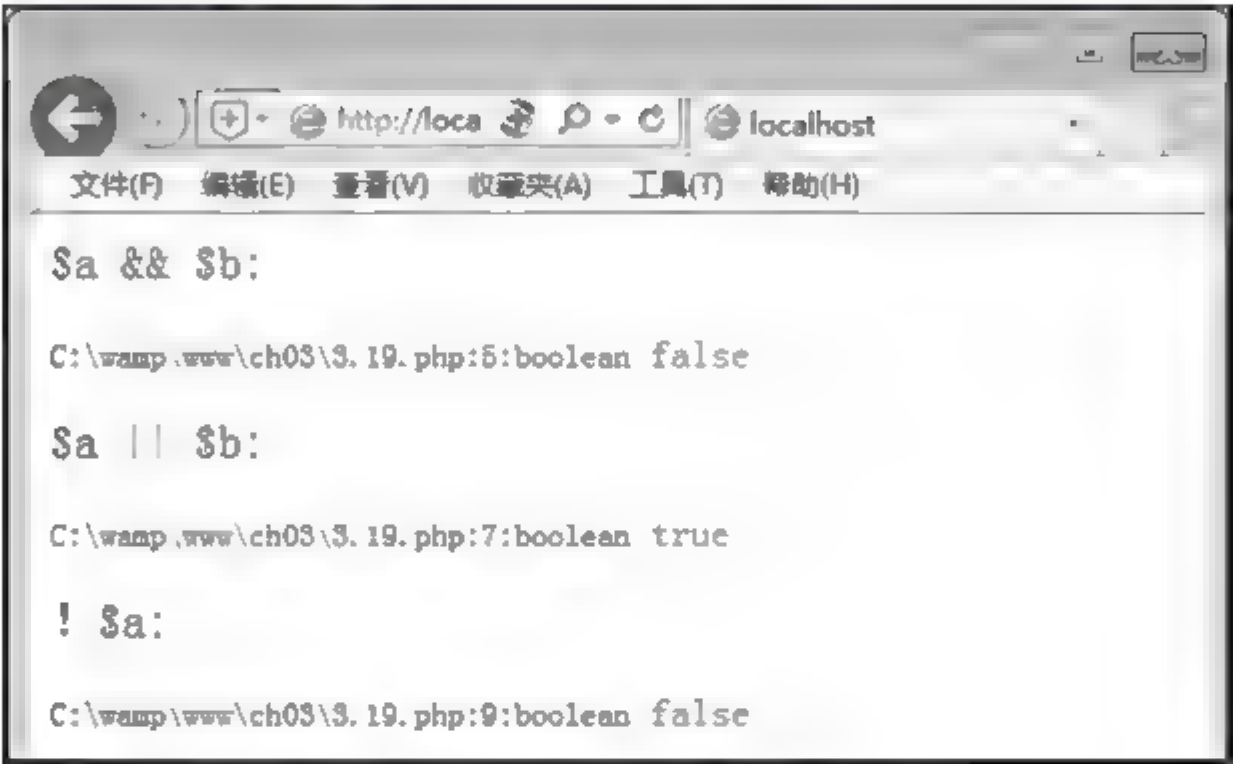 http://loca localhost
文件(F) 编辑(E) 查看(V) 收藏夹(A) 工具(T) 帮助(H)
$a && $b:
C:\wamp\www\ch03\3.19.php:5:boolean false
$a || $b:
C:\wamp\www\ch03\3.19.php:7:boolean true
! $a:
C:\wamp\www\ch03\3.19.php:9:boolean false